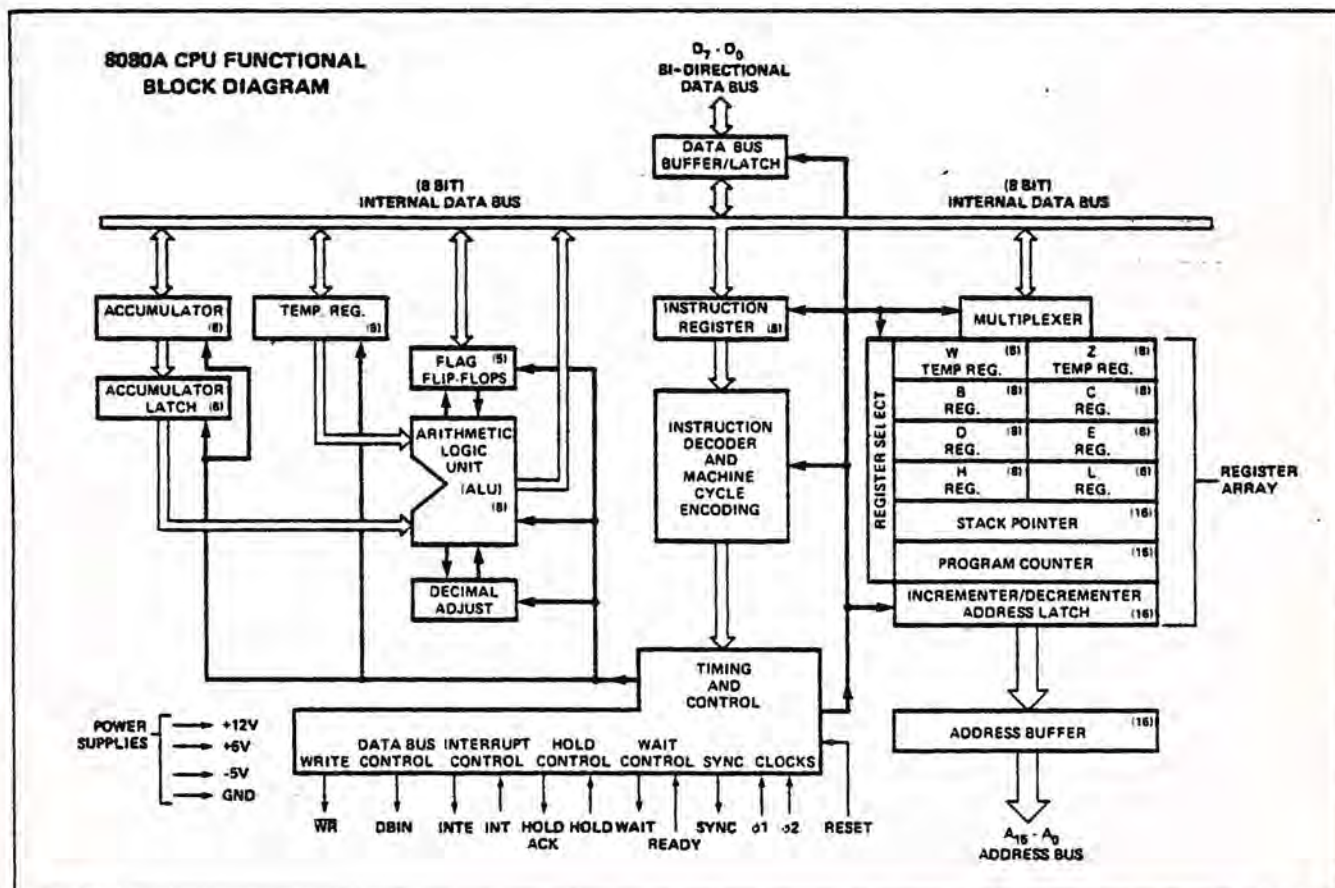 8080A CPU FUNCTIONAL
BLOCK DIAGRAM
D7 - D0
BI-DIRECTIONAL
DATA BUS
DATA BUS
BUFFER/LATCH
(8 BIT)
INTERNAL DATA BUS
(8 BIT)
INTERNAL DATA BUS
ACCUMULATOR
(8)
TEMP. REG.
(8)
INSTRUCTION
REGISTER (8)
MULTIPLEXER
ACCUMULATOR
LATCH (8)
FLAG (5)
FLIP-FLOPS
ARITHMETIC
LOGIC
UNIT
(ALU)
(8)
DECIMAL
ADJUST
INSTRUCTION
DECODER
AND
MACHINE
CYCLE
ENCODING
REGISTER SELECT
W (8)
TEMP REG.
Z (8)
TEMP REG.
B (8)
REG.
C (8)
REG.
D (8)
REG.
E (8)
REG.
H (8)
REG.
L (8)
REG.
STACK POINTER (16)
PROGRAM COUNTER (16)
INCREMENTER/DECREMENTER
ADDRESS LATCH (16)
REGISTER
ARRAY
TIMING
AND
CONTROL
WRITE
DATA BUS
CONTROL
INTERRUPT
CONTROL
HOLD
CONTROL
WAIT
CONTROL
SYNC
CLOCKS
ADDRESS BUFFER (16)
POWER
SUPPLIES
+12V
+5V
-5V
GND
WR
DBIN
INTE
INT
HOLD
ACK
HOLD
WAIT
READY
SYNC
φ1
φ2
RESET
A15 - A0
ADDRESS BUS